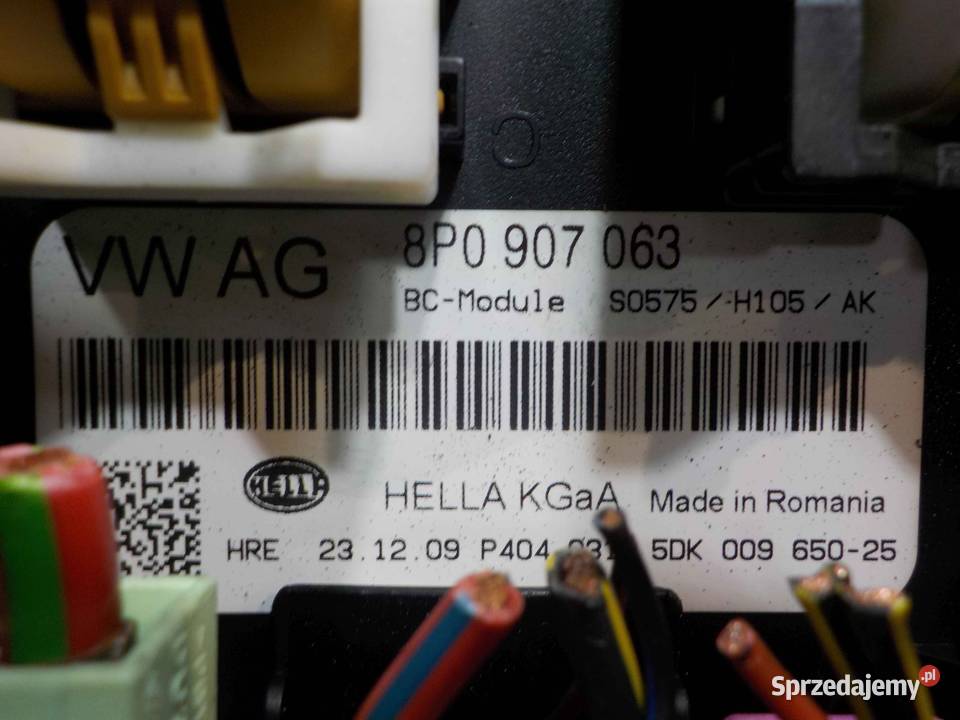 C
VW AG 8P0 907 063
BC-Module S0575/-H105/AK
HELLA
HELLA KGaA Made in Romania
HRE 23.12.09 P404 5DK 009 650-25
Sprzedajemy.pl